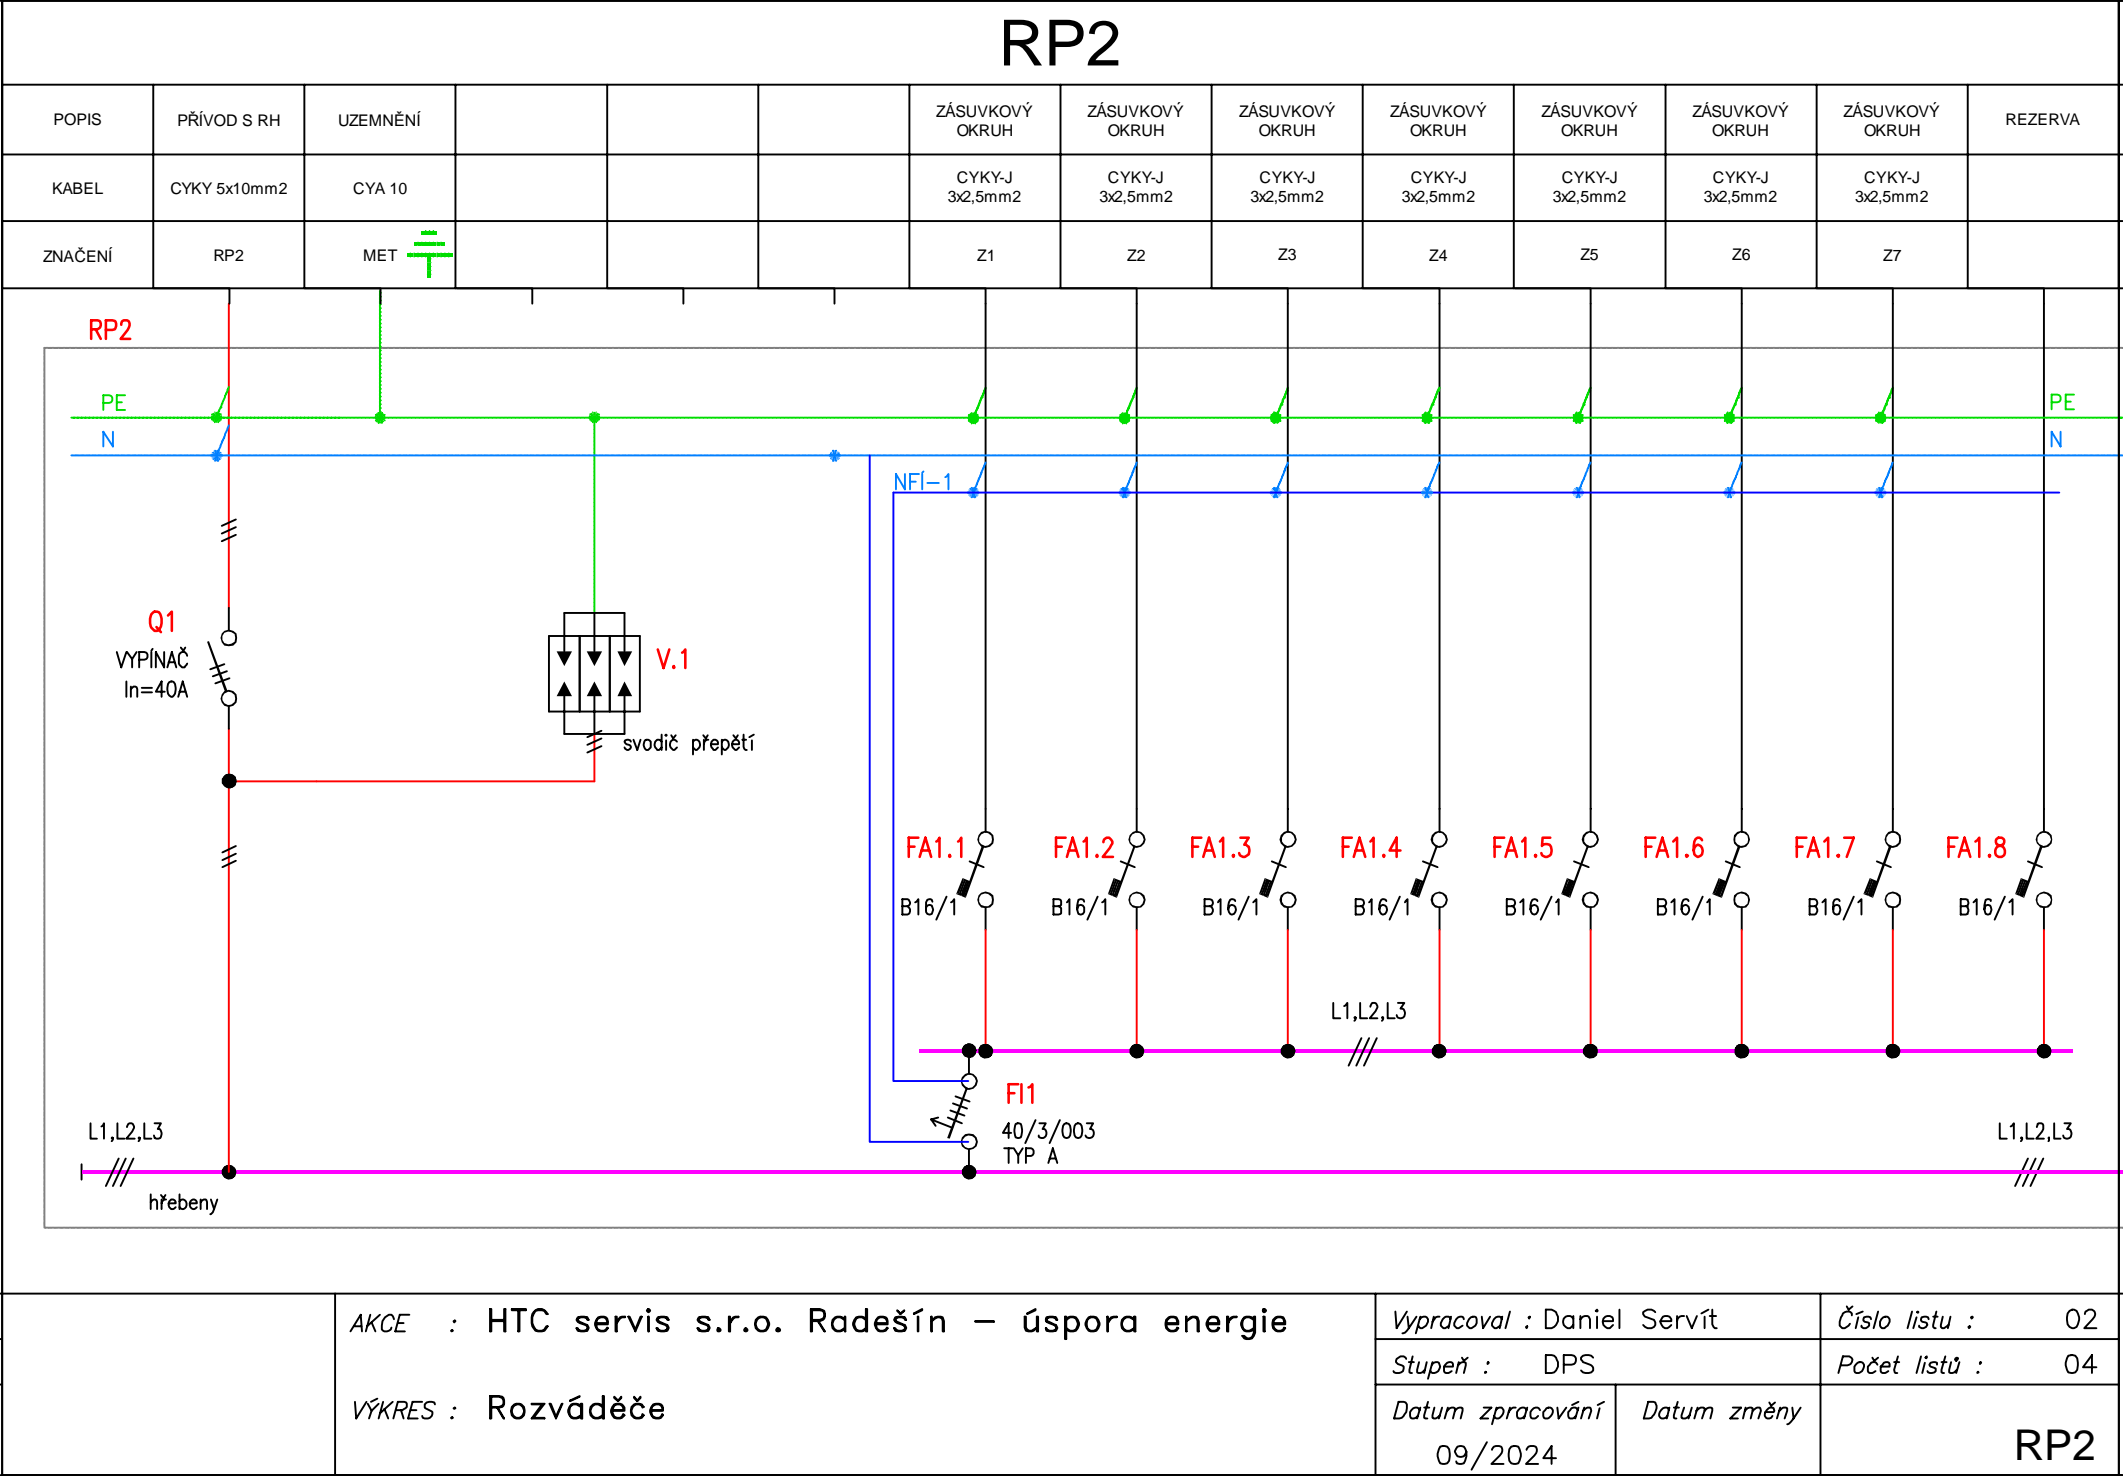 RP2
POPIS
PŘÍVOD S RH
UZEMNĚNÍ
ZÁSUVKOVÝ
OKRUH
ZÁSUVKOVÝ
OKRUH
ZÁSUVKOVÝ
OKRUH
ZÁSUVKOVÝ
OKRUH
ZÁSUVKOVÝ
OKRUH
ZÁSUVKOVÝ
OKRUH
ZÁSUVKOVÝ
OKRUH
REZERVA
KABEL
CYKY 5x10mm2
CYA 10
CYKY-J
3x2,5mm2
CYKY-J
3x2,5mm2
CYKY-J
3x2,5mm2
CYKY-J
3x2,5mm2
CYKY-J
3x2,5mm2
CYKY-J
3x2,5mm2
CYKY-J
3x2,5mm2
ZNAČENÍ
RP2
MET
Z1
Z2
Z3
Z4
Z5
Z6
Z7
RP2
PE
PE
N
N
NFÍ-1
Q1
VYPÍNAČ
In=40A
V.1
svodič přepětí
FA1.1
B16/1
FA1.2
B16/1
FA1.3
B16/1
FA1.4
B16/1
FA1.5
B16/1
FA1.6
B16/1
FA1.7
B16/1
FA1.8
B16/1
L1,L2,L3
FI1
40/3/003
TYP A
L1,L2,L3
L1,L2,L3
hřebeny
AKCE : HTC servis s.r.o. Radešín – úspora energie
VÝKRES : Rozváděče
Vypracoval : Daniel Servít
Číslo listu : 02
Stupeň : DPS
Počet listů : 04
Datum zpracování
09/2024
Datum změny
RP2